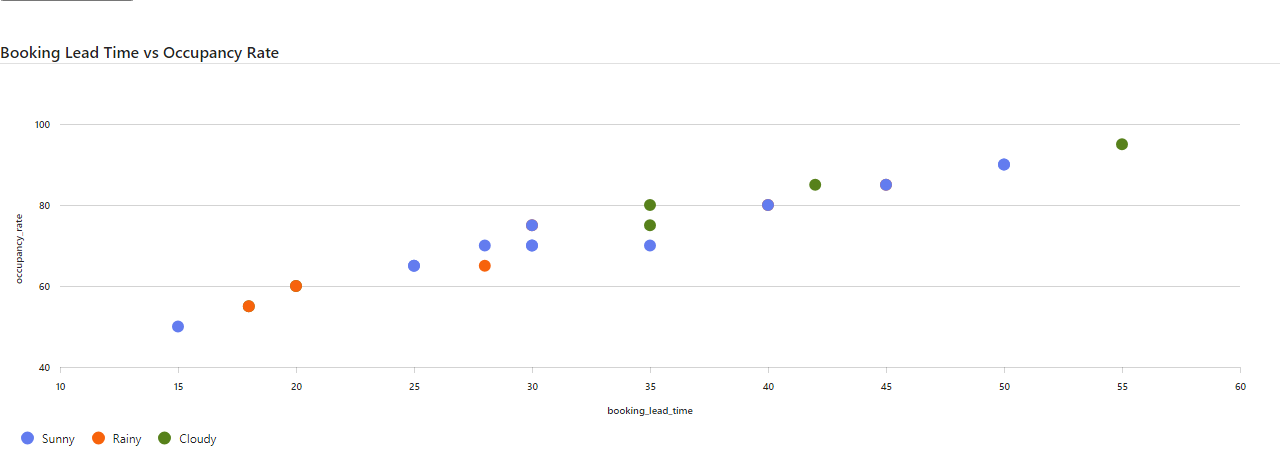 Booking Lead Time vs Occupancy Rate
100
80
60
40
occupancy_rate
10 15 20 25 30 35 40 45 50 55 60
booking_lead_time
Sunny Rainy Cloudy